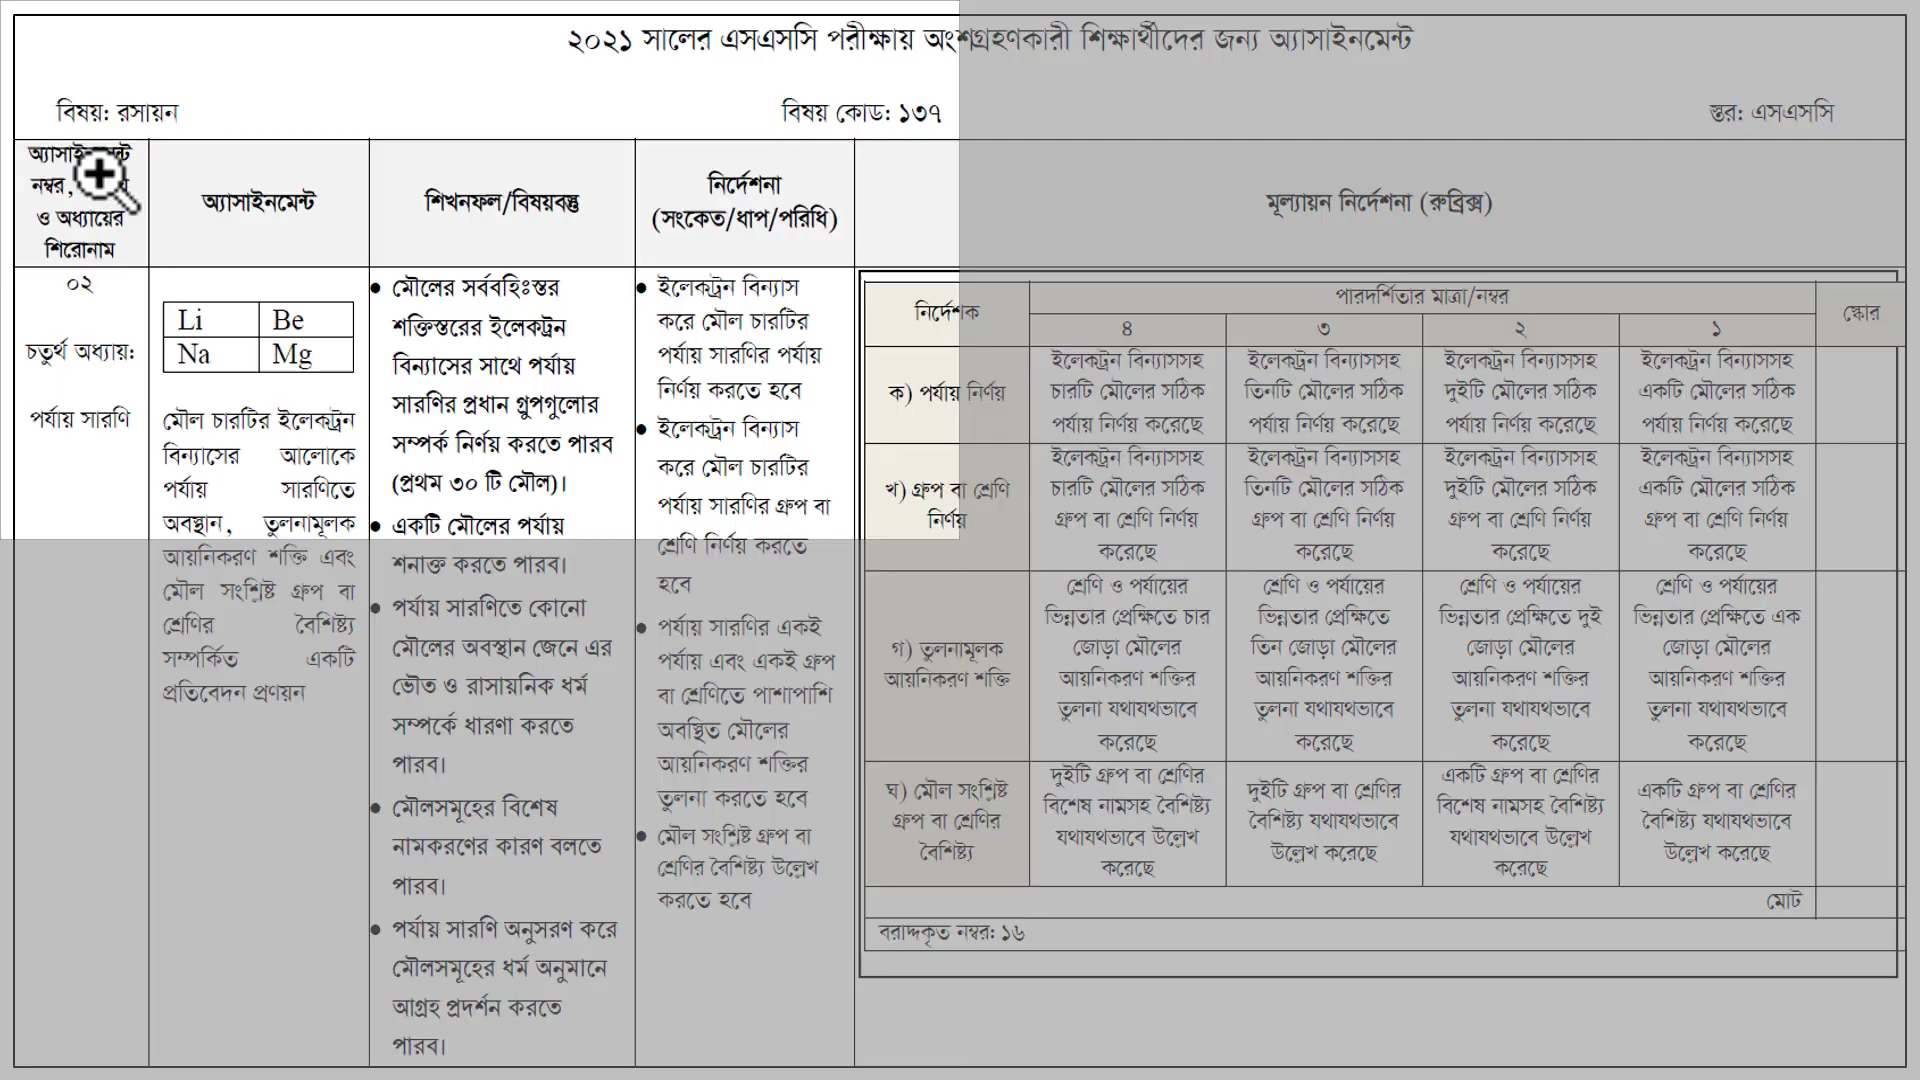 ২০২১ সালের এসএসসি পরীক্ষায় অংশগ্রহণকারী শিক্ষার্থীদের জন্য অ্যাসাইনমেন্ট
বিষয়: রসায়ন
বিষয় কোড: ১৩৭
স্তর: এসএসসি
নম্বর,
ও অধ্যায়ের
শিরোনাম
অ্যাসাইনমেন্ট
শিখনফল/বিষয়বস্তু
নির্দেশনা
(সংকেত/ধাপ/পরিধি)
মূল্যায়ন নির্দেশনা (রুব্রিক্স)
০২
চতুর্থ অধ্যায়:
পর্যায় সারণি
Li Be
Na Mg
মৌল চারটির ইলেকট্রন
বিন্যাসের আলোকে
পর্যায় সারণিতে
অবস্থান, তুলনামূলক
আয়নিকরণ শক্তি এবং
মৌল সংশ্লিষ্ট গ্রুপ বা
শ্রেণির বৈশিষ্ট্য
সম্পর্কিত একটি
প্রতিবেদন প্রণয়ন
● মৌলের সর্ববহিঃস্তর
শক্তিস্তরের ইলেকট্রন
বিন্যাসের সাথে পর্যায়
সারণির প্রধান গ্রুপগুলোর
সম্পর্ক নির্ণয় করতে পারব
(প্রথম ৩০ টি মৌল)।
● একটি মৌলের পর্যায়
শনাক্ত করতে পারব।
● পর্যায় সারণিতে কোনো
মৌলের অবস্থান জেনে এর
ভৌত ও রাসায়নিক ধর্ম
সম্পর্কে ধারণা করতে
পারব।
● মৌলসমূহের বিশেষ
নামকরণের কারণ বলতে
পারব।
● পর্যায় সারণি অনুসরণ করে
মৌলসমূহের ধর্ম অনুমানে
আগ্রহ প্রদর্শন করতে
পারব।
● ইলেকট্রন বিন্যাস
করে মৌল চারটির
পর্যায় সারণির পর্যায়
নির্ণয় করতে হবে
● ইলেকট্রন বিন্যাস
করে মৌল চারটির
পর্যায় সারণির গ্রুপ বা
শ্রেণি নির্ণয় করতে
হবে
● পর্যায় সারণির একই
পর্যায় এবং একই গ্রুপ
বা শ্রেণিতে পাশাপাশি
অবস্থিত মৌলের
আয়নিকরণ শক্তির
তুলনা করতে হবে
● মৌল সংশ্লিষ্ট গ্রুপ বা
শ্রেণির বৈশিষ্ট্য উল্লেখ
করতে হবে
নির্দেশক
পারদর্শিতার মাত্রা/নম্বর
স্কোর
৪ ৩ ২ ১
ক) পর্যায় নির্ণয়
ইলেকট্রন বিন্যাসসহ
চারটি মৌলের সঠিক
পর্যায় নির্ণয় করেছে
ইলেকট্রন বিন্যাসসহ
তিনটি মৌলের সঠিক
পর্যায় নির্ণয় করেছে
ইলেকট্রন বিন্যাসসহ
দুইটি মৌলের সঠিক
পর্যায় নির্ণয় করেছে
ইলেকট্রন বিন্যাসসহ
একটি মৌলের সঠিক
পর্যায় নির্ণয় করেছে
খ) গ্রুপ বা শ্রেণি
নির্ণয়
ইলেকট্রন বিন্যাসসহ
চারটি মৌলের সঠিক
গ্রুপ বা শ্রেণি নির্ণয়
করেছে
ইলেকট্রন বিন্যাসসহ
তিনটি মৌলের সঠিক
গ্রুপ বা শ্রেণি নির্ণয়
করেছে
ইলেকট্রন বিন্যাসসহ
দুইটি মৌলের সঠিক
গ্রুপ বা শ্রেণি নির্ণয়
করেছে
ইলেকট্রন বিন্যাসসহ
একটি মৌলের সঠিক
গ্রুপ বা শ্রেণি নির্ণয়
করেছে
গ) তুলনামূলক
আয়নিকরণ শক্তি
শ্রেণি ও পর্যায়ের
ভিন্নতার প্রেক্ষিতে চার
জোড়া মৌলের
আয়নিকরণ শক্তির
তুলনা যথাযথভাবে
করেছে
শ্রেণি ও পর্যায়ের
ভিন্নতার প্রেক্ষিতে
তিন জোড়া মৌলের
আয়নিকরণ শক্তির
তুলনা যথাযথভাবে
করেছে
শ্রেণি ও পর্যায়ের
ভিন্নতার প্রেক্ষিতে দুই
জোড়া মৌলের
আয়নিকরণ শক্তির
তুলনা যথাযথভাবে
করেছে
শ্রেণি ও পর্যায়ের
ভিন্নতার প্রেক্ষিতে এক
জোড়া মৌলের
আয়নিকরণ শক্তির
তুলনা যথাযথভাবে
করেছে
ঘ) মৌল সংশ্লিষ্ট
গ্রুপ বা শ্রেণির
বৈশিষ্ট্য
দুইটি গ্রুপ বা শ্রেণির
বিশেষ নামসহ বৈশিষ্ট্য
যথাযথভাবে উল্লেখ
করেছে
দুইটি গ্রুপ বা শ্রেণির
বৈশিষ্ট্য যথাযথভাবে
উল্লেখ করেছে
একটি গ্রুপ বা শ্রেণির
বিশেষ নামসহ বৈশিষ্ট্য
যথাযথভাবে উল্লেখ
করেছে
একটি গ্রুপ বা শ্রেণির
বৈশিষ্ট্য যথাযথভাবে
উল্লেখ করেছে
মোট
বরাদ্দকৃত নম্বর: ১৬